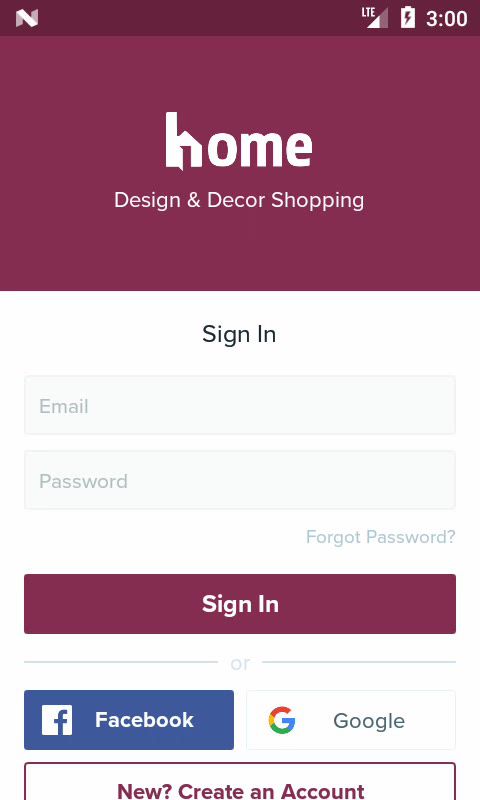 LTE 3:00
home
Design & Decor Shopping
Sign In
Email
Password
Forgot Password?
Sign In
or
Facebook Google
New? Create an Account